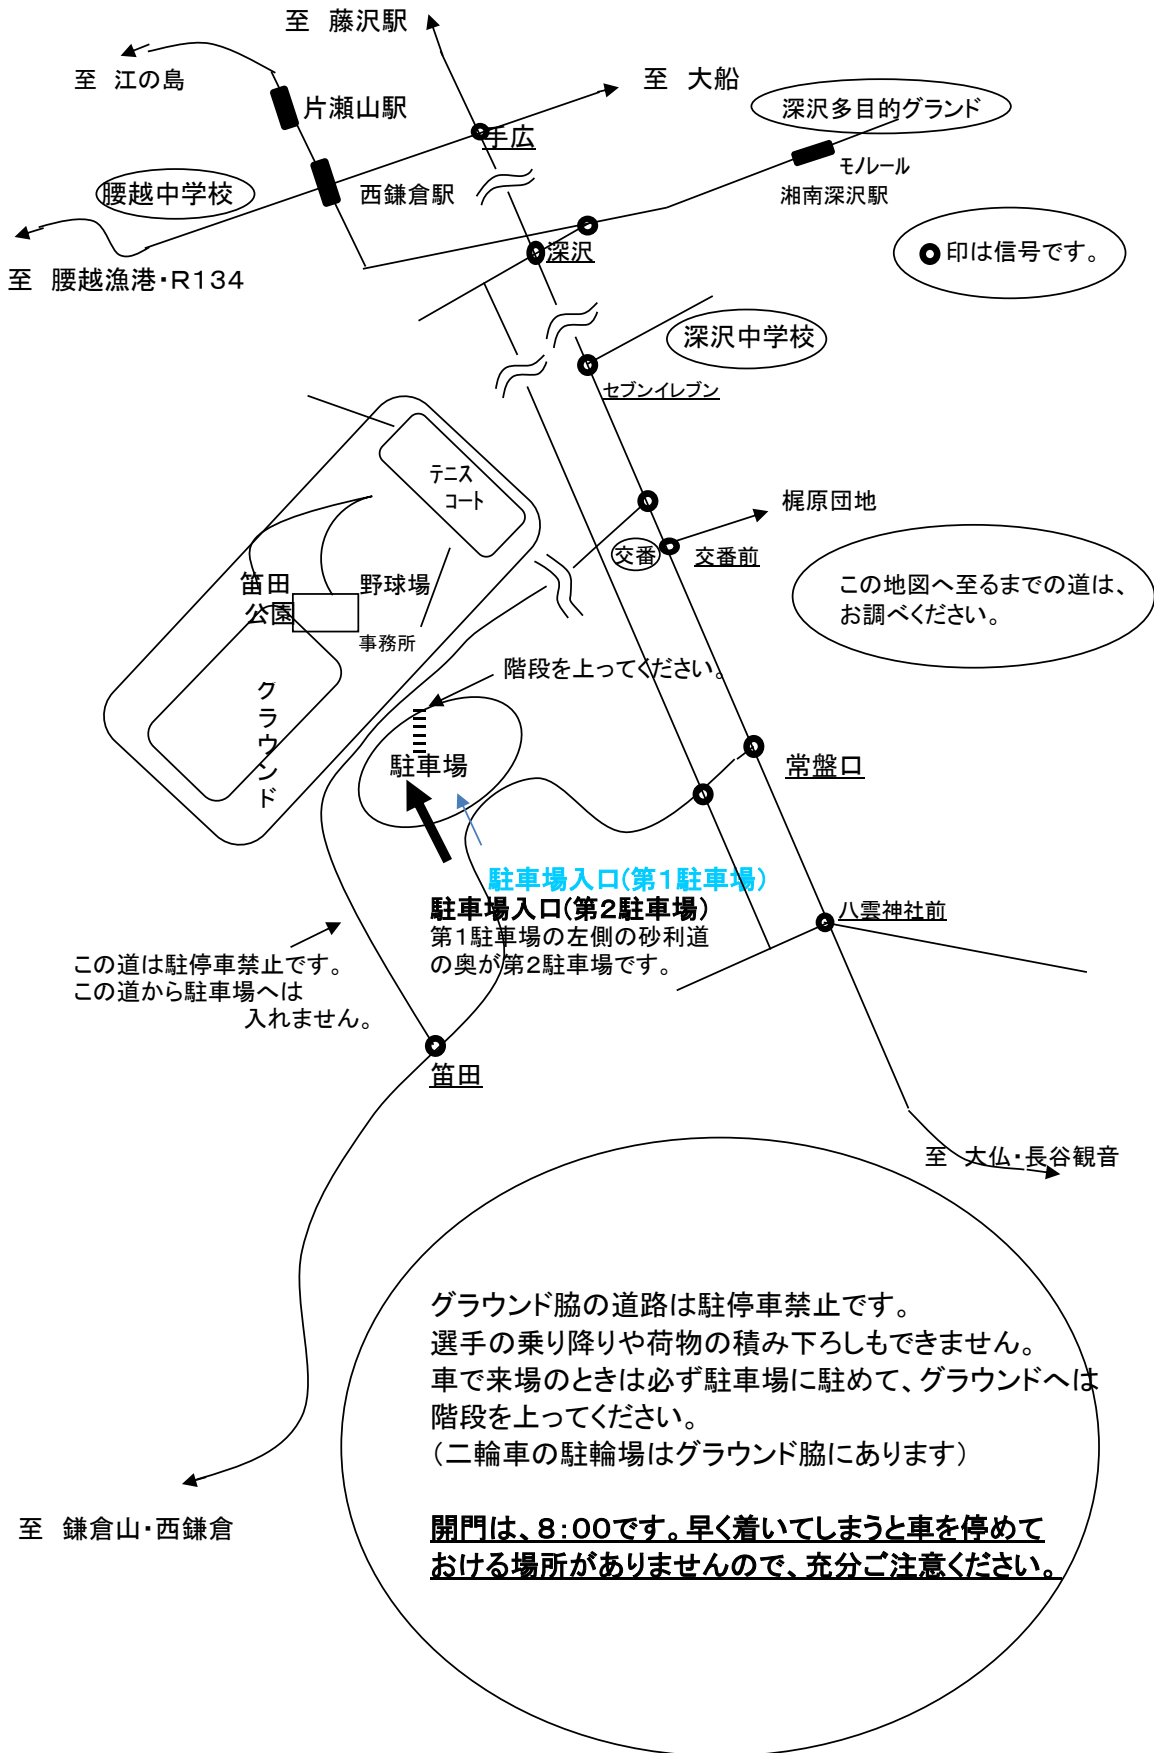 至　藤沢駅
至　江の島
至　大船
片瀬山駅
深沢多目的グランド
手広
モノレール
腰越中学校
西鎌倉駅
湘南深沢駅
深沢
印は信号です。
至　腰越漁港・R134
深沢中学校
セブンイレブン
テニス
コート
梶原団地
交番
交番前
笛田
公園
野球場
この地図へ至るまでの道は、
お調べください。
事務所
階段を上ってください。
グラウンド
駐車場
常盤口
駐車場入口(第1駐車場)
駐車場入口(第2駐車場)
第1駐車場の左側の砂利道
の奥が第2駐車場です。
八雲神社前
この道は駐停車禁止です。
この道から駐車場へは
入れません。
笛田
至　大仏・長谷観音
グラウンド脇の道路は駐停車禁止です。
選手の乗り降りや荷物の積み下ろしもできません。
車で来場のときは必ず駐車場に駐めて、グラウンドへは
階段を上ってください。
（二輪車の駐輪場はグラウンド脇にあります）
至　鎌倉山・西鎌倉
開門は、8：00です。早く着いてしまうと車を停めて
おける場所がありませんので、充分ご注意ください。